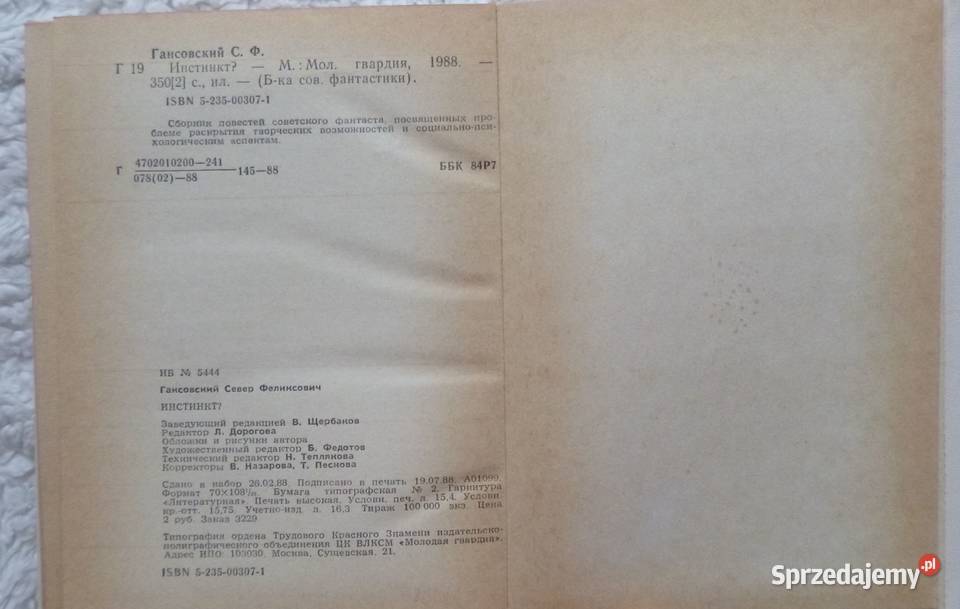 Гансовский С. Ф.
Г 19 Инстинкт? — М. : Мол. гвардия, 1988. —
350[2] с., ил. — (Б-ка сов. фантастики).
ISBN 5-235-00307-1
Сборник повестей советского фантаста, посвященных про-
блеме раскрытия творческих возможностей и социально-пси-
хологическим аспектам.
Г 4702010200—241
078(02)—88
—145—88
ББК 84Р7
ИБ № 5444
Гансовский Север Феликсович
ИНСТИНКТ?
Заведующий редакцией В. Щербаков
Редактор Л. Дорогова
Обложки и рисунки автора
Художественный редактор Б. Федотов
Технический редактор Н. Теплякова
Корректоры В. Назарова, Т. Пескова
Сдано в набор 26.02.88. Подписано в печать 19.07.88. А01099.
Формат 70×108¹/₃₂. Бумага типографская № 2. Гарнитура
«Литературная». Печать высокая. Услови. печ. л. 15,4. Услови.
кр.-отт. 15,75. Учетно-изд. л. 16,3 Тираж 100 000 экз. Цена
2 руб. Заказ 3229
Типография ордена Трудового Красного Знамени издательско-
полиграфического объединения ЦК ВЛКСМ «Молодая гвардия».
Адрес ИПО: 103030, Москва, Сущевская, 21.
ISBN 5-235-00307-1
Sprzedajemy.pl